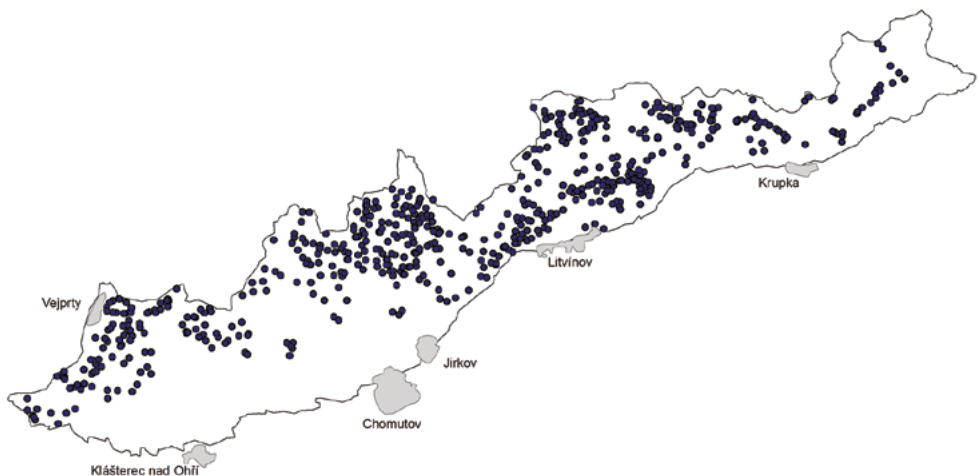 Krupka
Litvínov
Vejprty
Jirkov
Chomutov
Klášterec nad Ohří